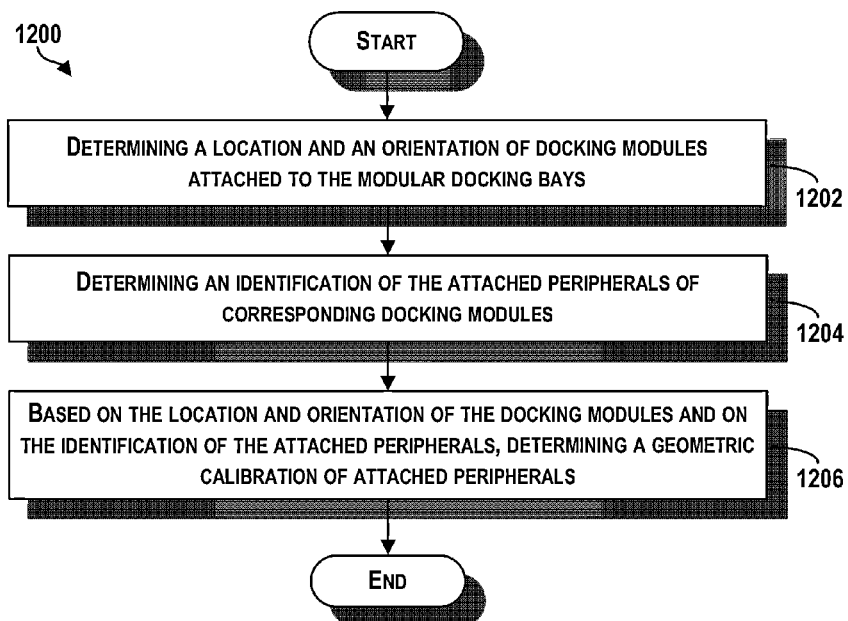 1200
START
DETERMINING A LOCATION AND AN ORIENTATION OF DOCKING MODULES
ATTACHED TO THE MODULAR DOCKING BAYS
1202
DETERMINING AN IDENTIFICATION OF THE ATTACHED PERIPHERALS OF
CORRESPONDING DOCKING MODULES
1204
BASED ON THE LOCATION AND ORIENTATION OF THE DOCKING MODULES AND ON
THE IDENTIFICATION OF THE ATTACHED PERIPHERALS, DETERMINING A GEOMETRIC
CALIBRATION OF ATTACHED PERIPHERALS
1206
END